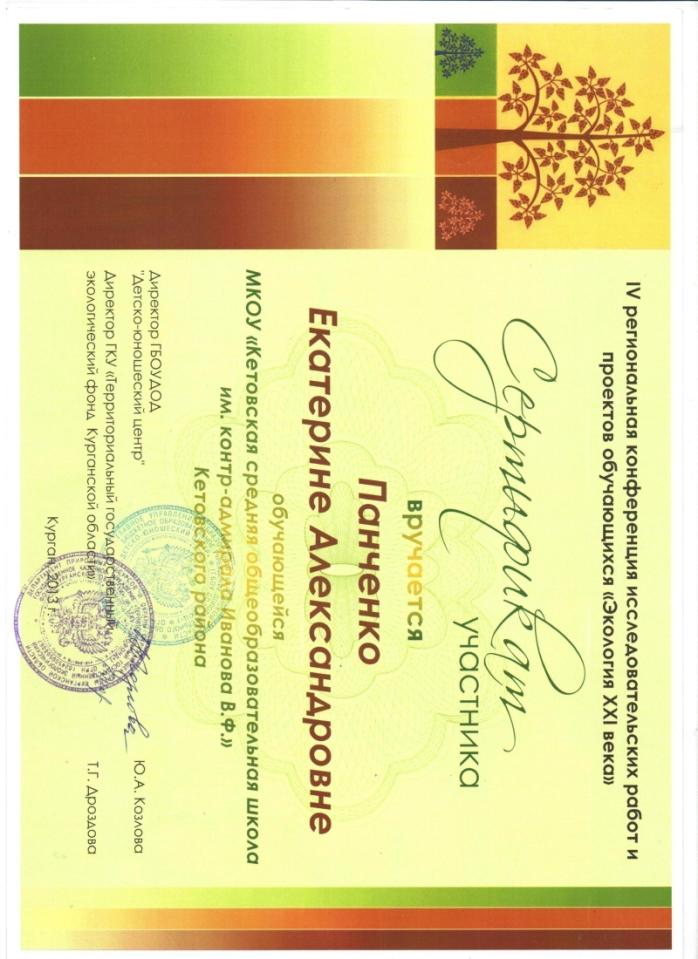 IV региональная конференция исследовательских работ и
проектов обучающихся «Экология XXI века»
Сертификат
участника
вручается
Панченко
Екатерине Александровне
обучающейся
МКОУ «Кетовская средняя общеобразовательная школа
им. контр-адмирала Иванова В.Ф.»
Кетовского района
Директор ГБОУДОД
"Детско-юношеский центр" Ю.А. Козлова
Директор ГКУ «Территориальный государственный
экологический фонд Курганской области» Т.Г. Дроздова
Курган, 2013 г.